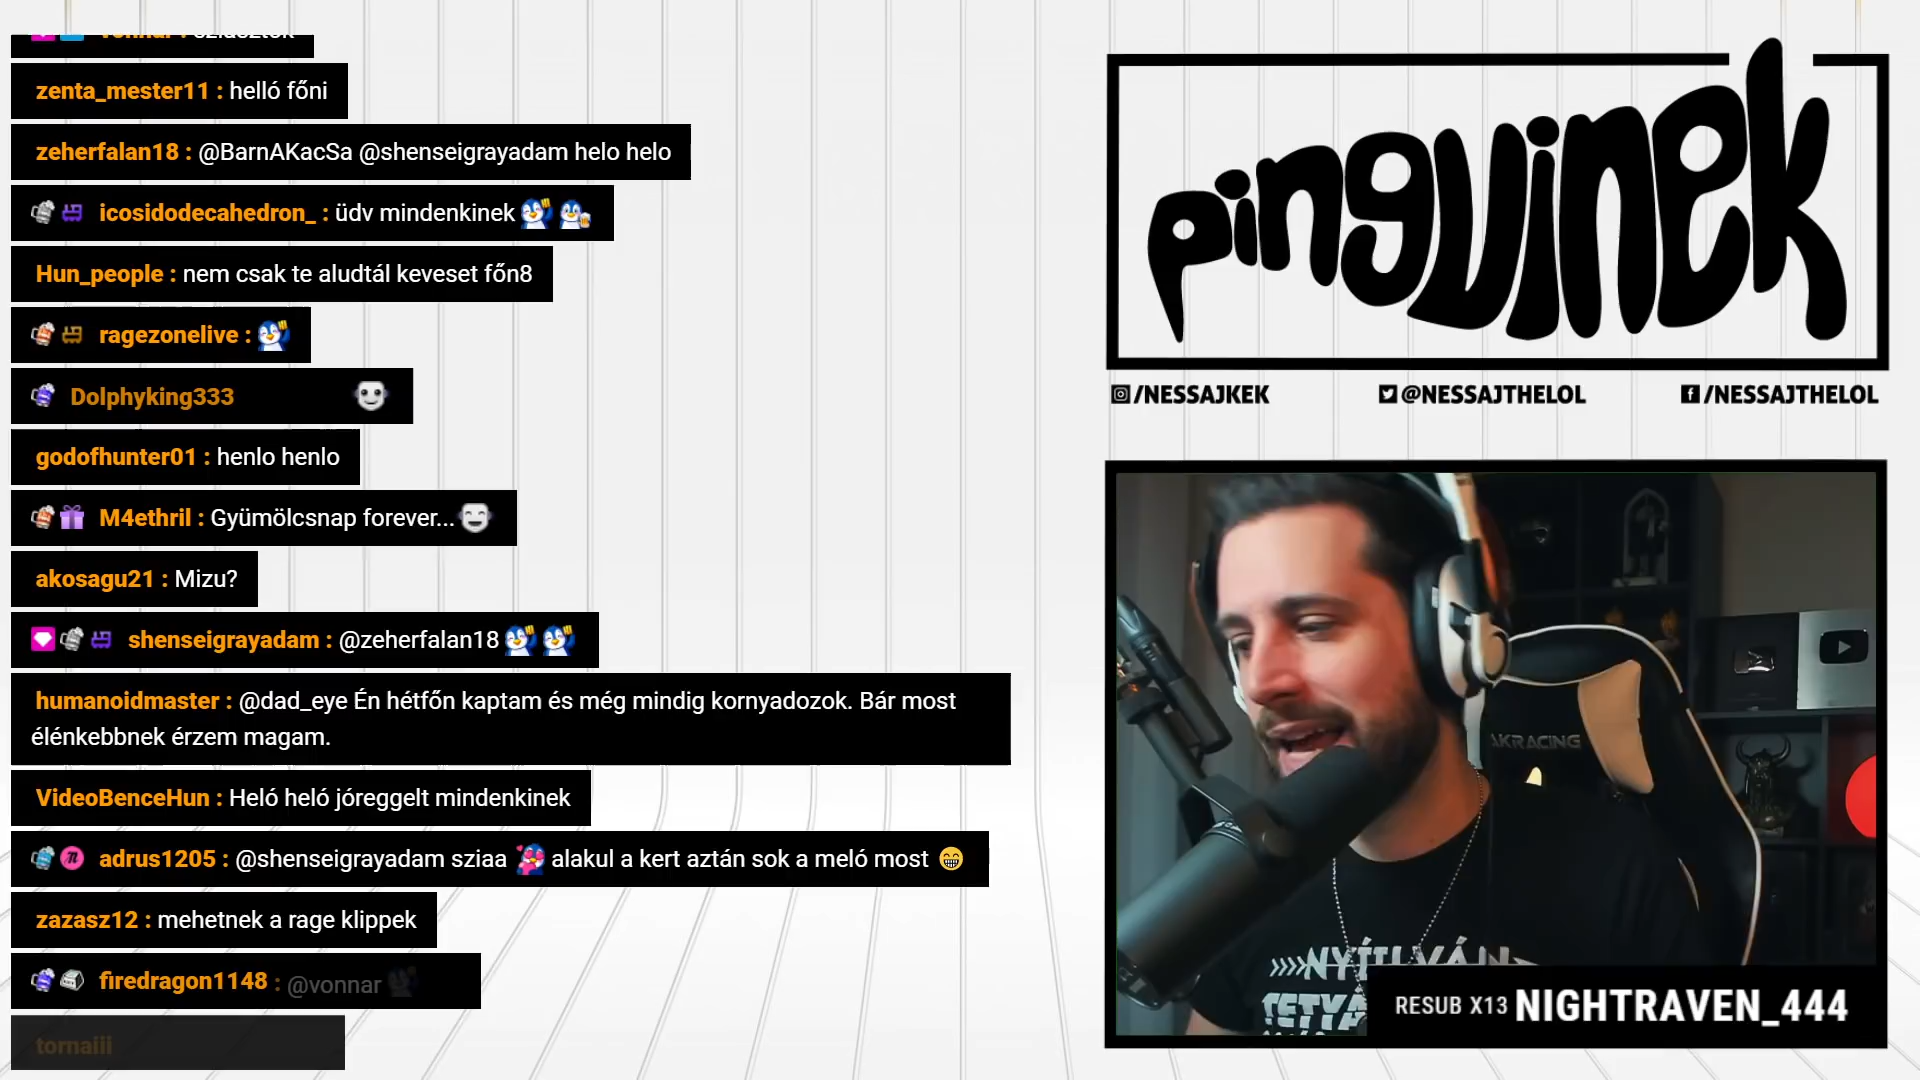 vonnar : sziasztok
zenta_mester11 : helló főni
zeherfalan18 : @BarnAKacSa @shenseigrayadam helo helo
icosidodecahedron_ : üdv mindenkinek
Hun_people : nem csak te aludtál keveset főn8
ragezonelive :
Dolphyking333
godofhunter01 : henlo henlo
M4ethril : Gyümölcsnap forever...
akosagu21 : Mizu?
shenseigrayadam : @zeherfalan18
humanoidmaster : @dad_eye Én hétfőn kaptam és még mindig kornyadozok. Bár most
élénkebbnek érzem magam.
VideoBenceHun : Heló heló jóreggelt mindenkinek
adrus1205 : @shenseigrayadam sziaa alakul a kert aztán sok a meló most
zazasz12 : mehetnek a rage klippek
firedragon1148 : @vonnar
tornaiii
pingvinek
/NESSAJKEK
@NESSAJTHELOL
/NESSAJTHELOL
AKRACING
RESUB X13 NIGHTRAVEN_444